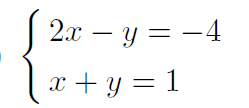 2x − y = −4
x + y = 1